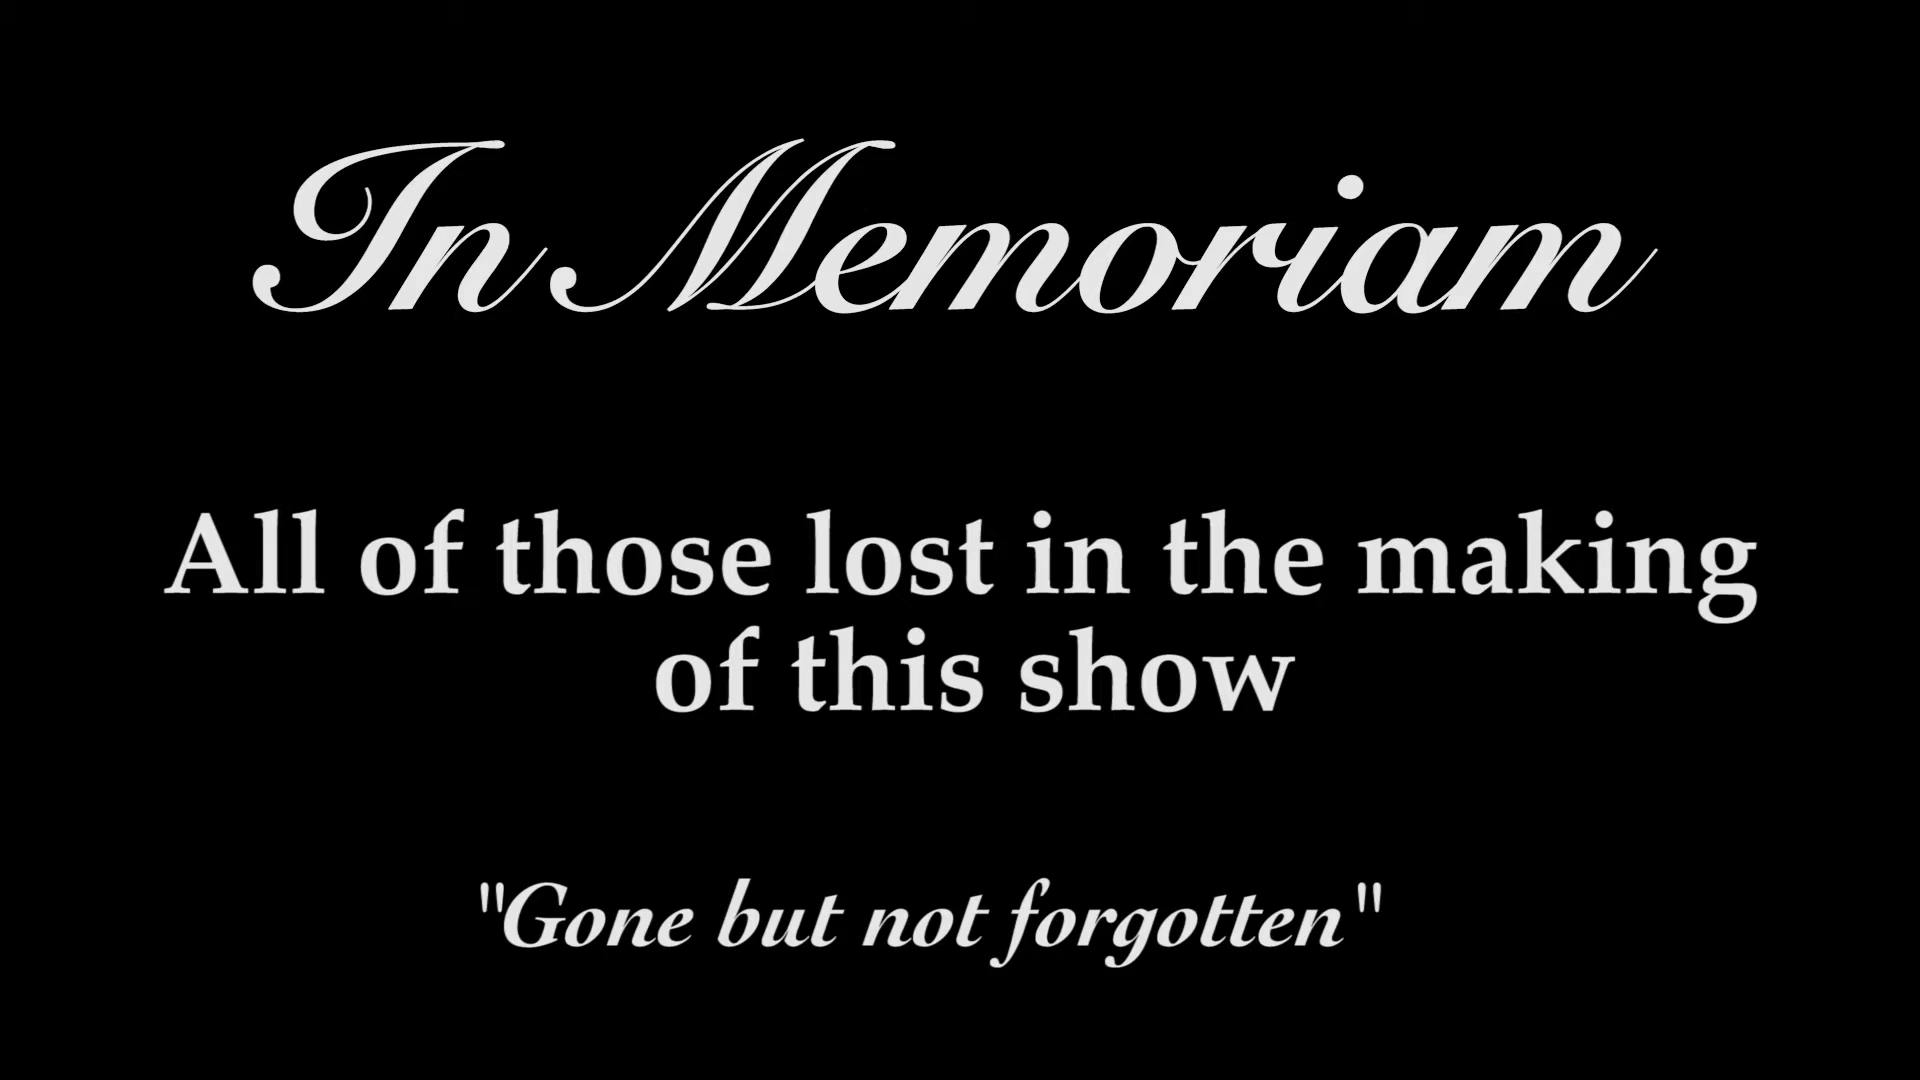 In Memoriam
All of those lost in the making
of this show
"Gone but not forgotten"